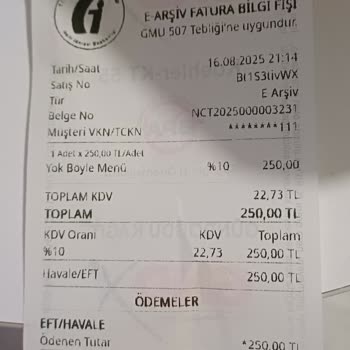 E-ARŞİV FATURA BİLGİ FİŞİ
GMU 507 Tebliği'ne uygundur.
Tarih/Saat 16.08.2025 21:14
Satış No
Tür E Arşiv
Belge No NCT2025000003231
Müşteri VKN/TCKN ********111
1 Adet x 250,00 TL/Adet
Yok Böyle Menü %10 250,00
TOPLAM KDV 22,73 TL
TOPLAM 250,00 TL
KDV Oranı KDV Toplam
%10 22,73 250,00 TL
Havale/EFT 250,00 TL
ÖDEMELER
EFT/HAVALE
Ödenen Tutar *250,00 TL